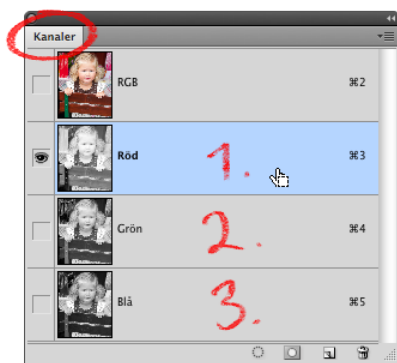 Kanaler
RGB ⌘2
Röd 1. ⌘3
Grön 2. ⌘4
Blå 3. ⌘5